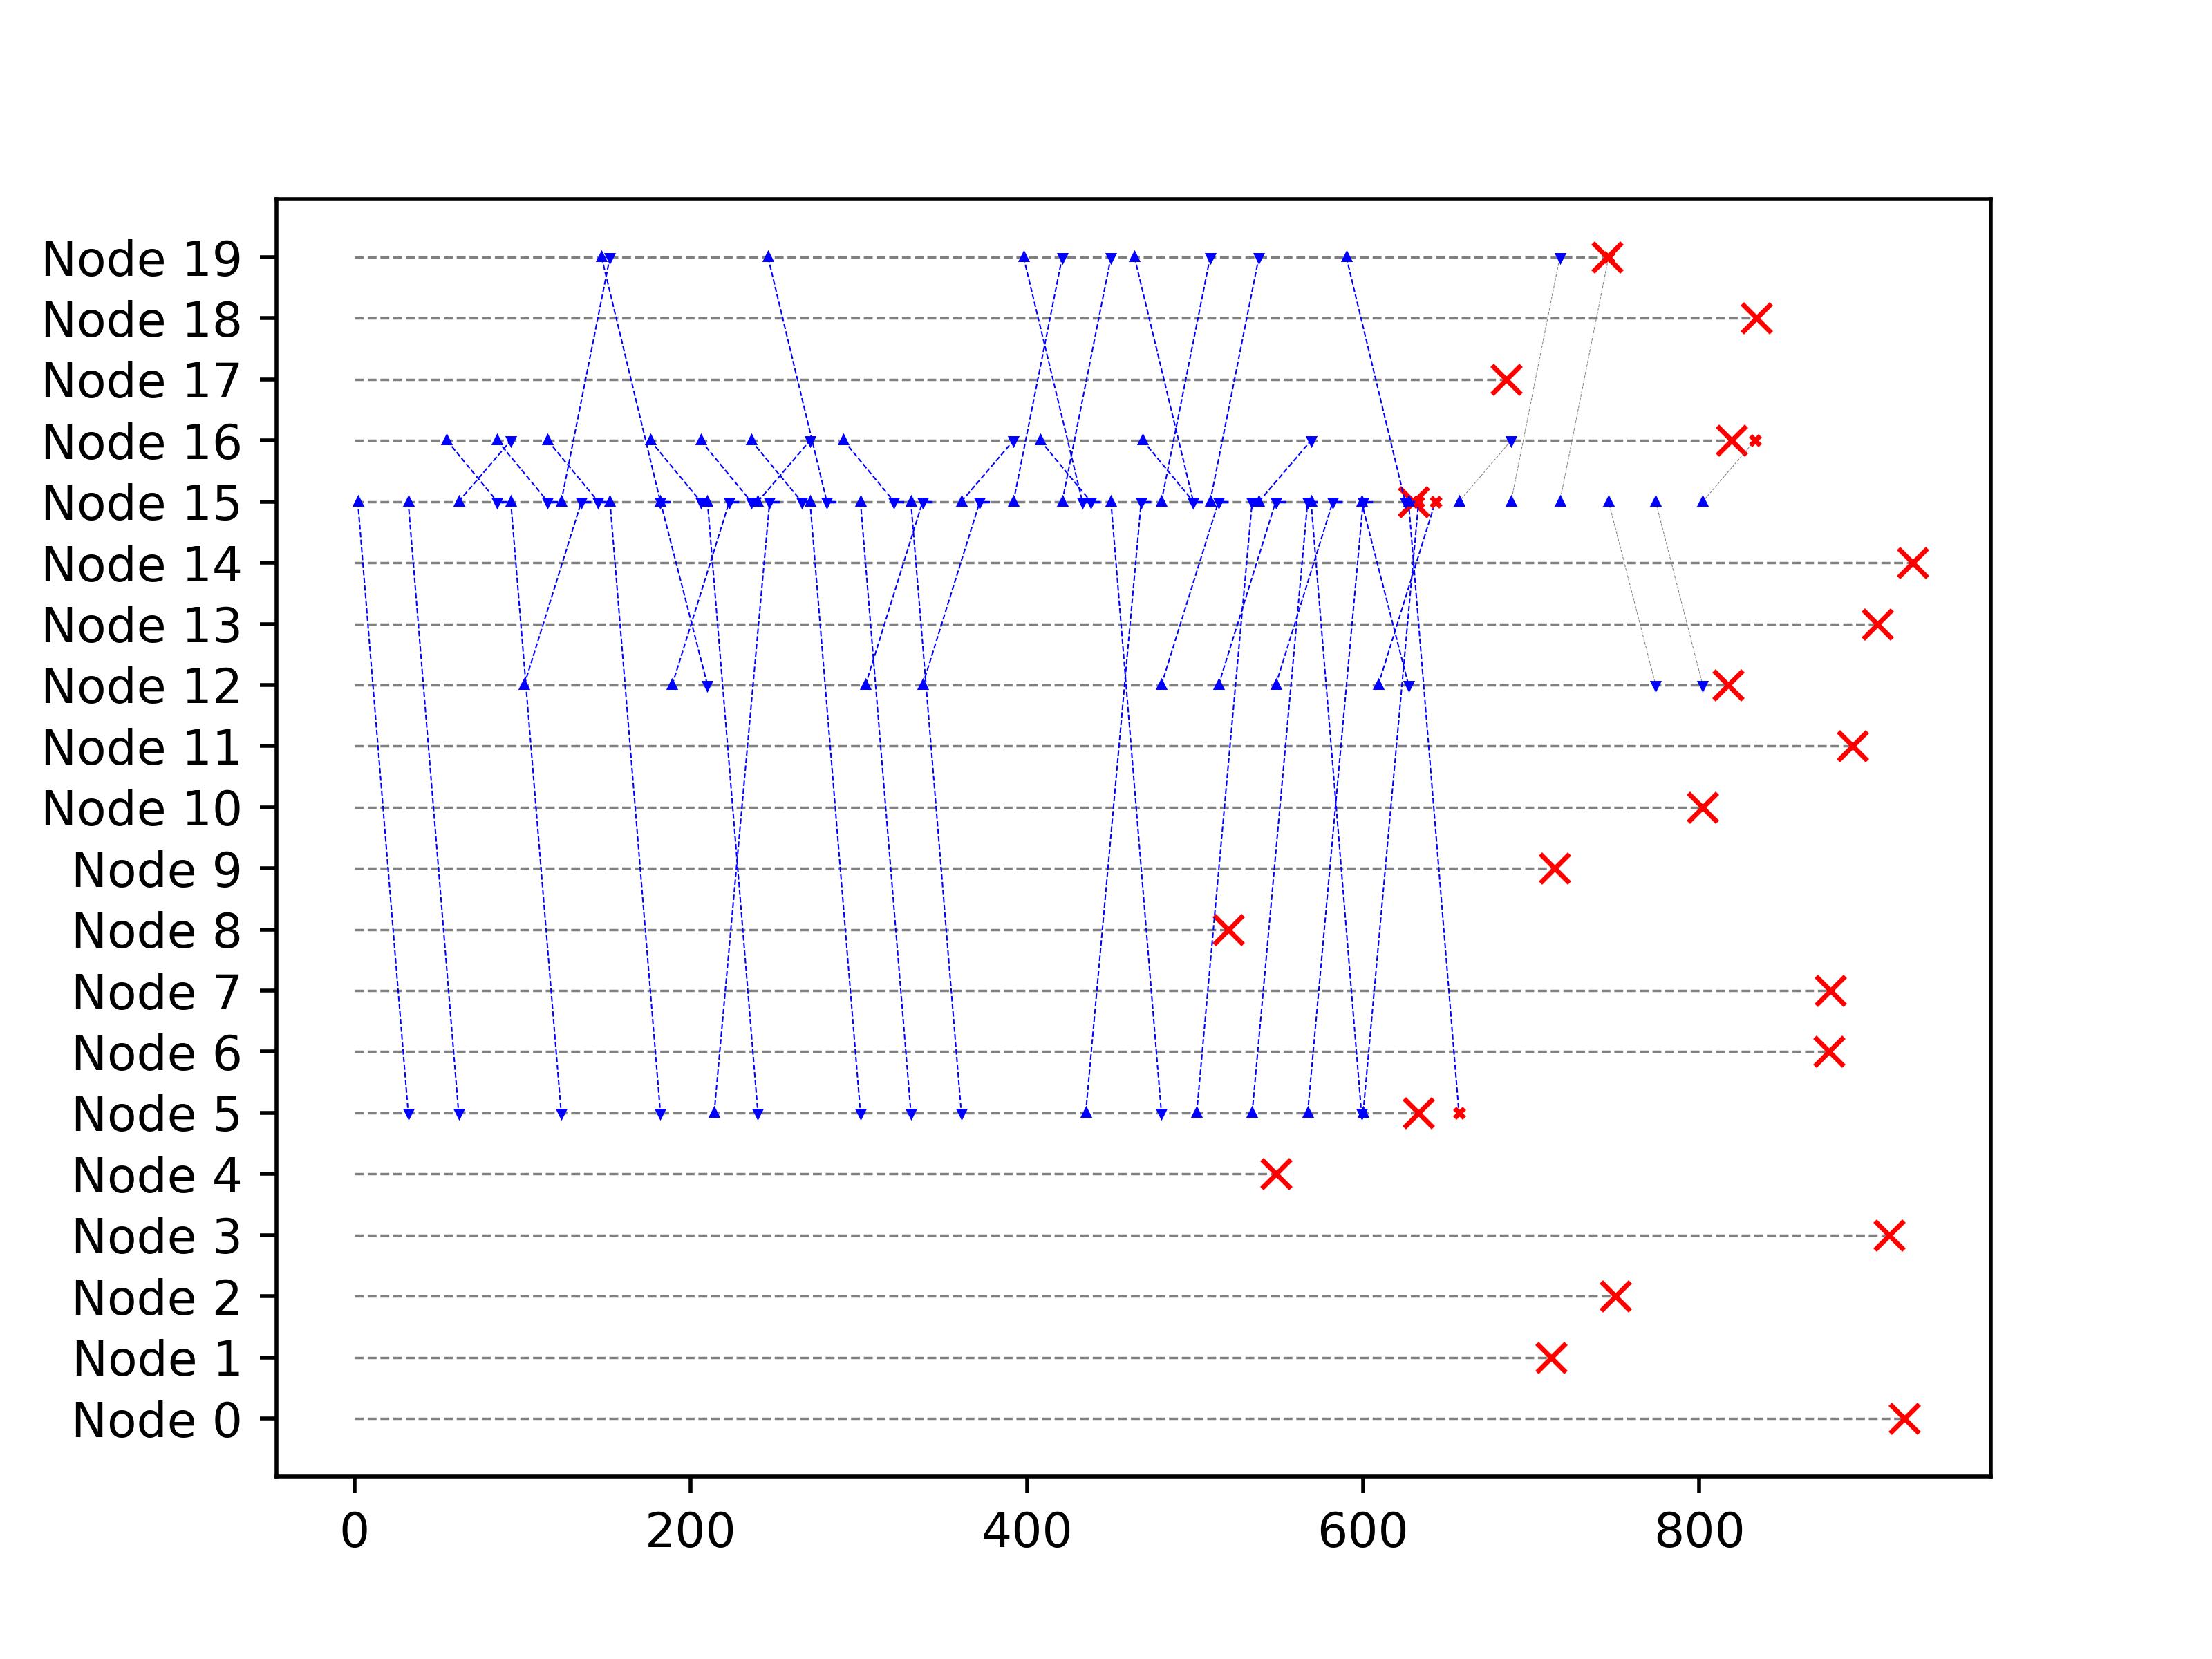 Node 19
Node 18
Node 17
Node 16
Node 15
Node 14
Node 13
Node 12
Node 11
Node 10
Node 9
Node 8
Node 7
Node 6
Node 5
Node 4
Node 3
Node 2
Node 1
Node 0
0 200 400 600 800